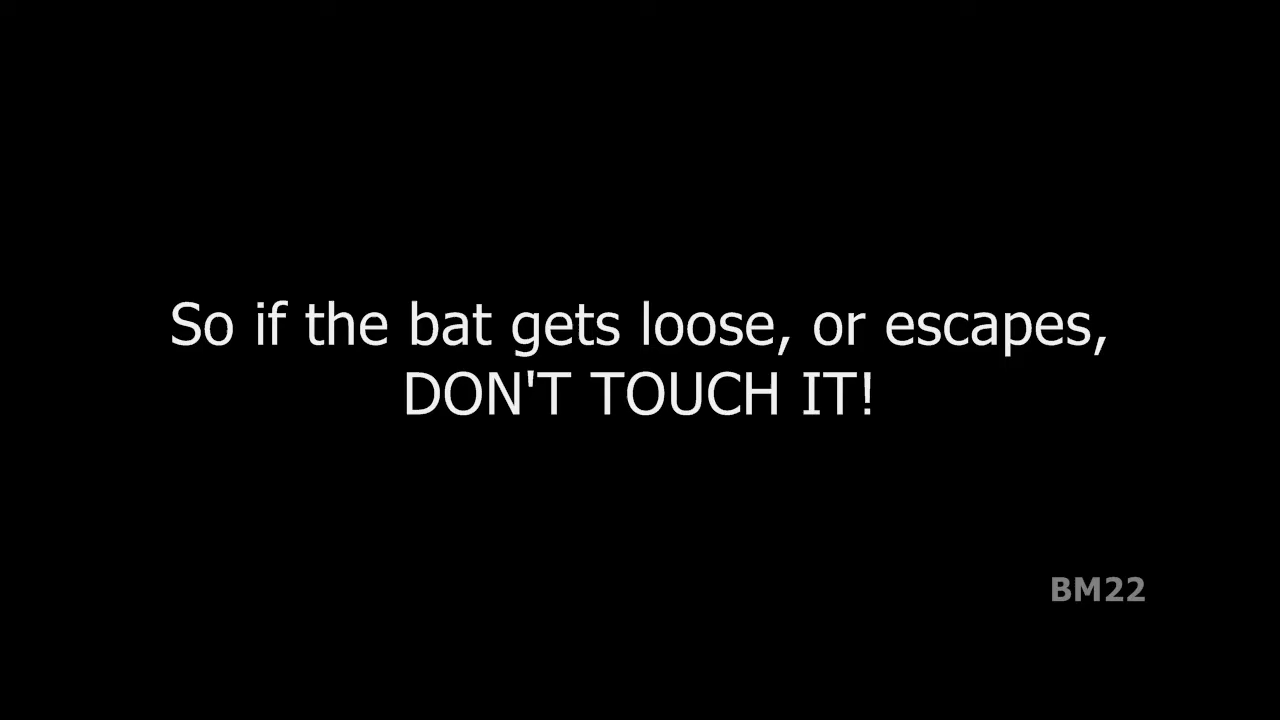 So if the bat gets loose, or escapes,
DON'T TOUCH IT!
BM22